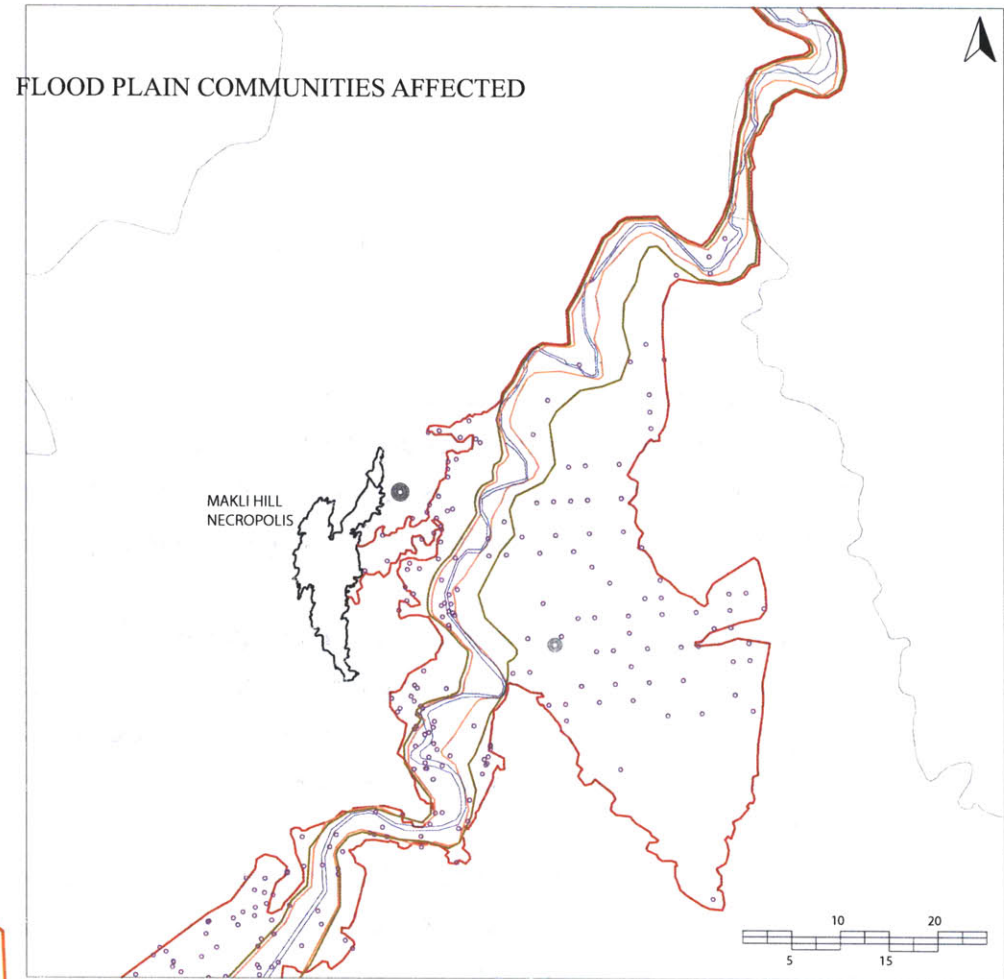 FLOOD PLAIN COMMUNITIES AFFECTED
MAKLI HILL
NECROPOLIS
10 20
5 15